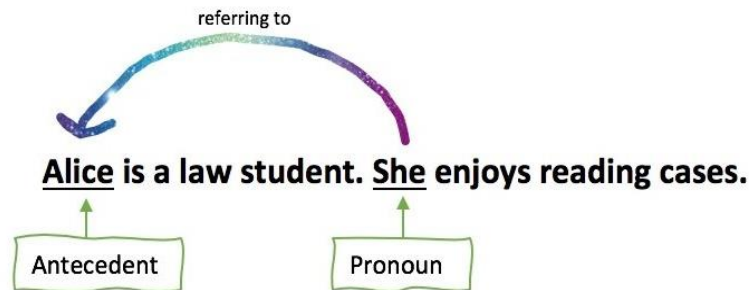 referring to
Alice is a law student. She enjoys reading cases.
Antecedent
Pronoun